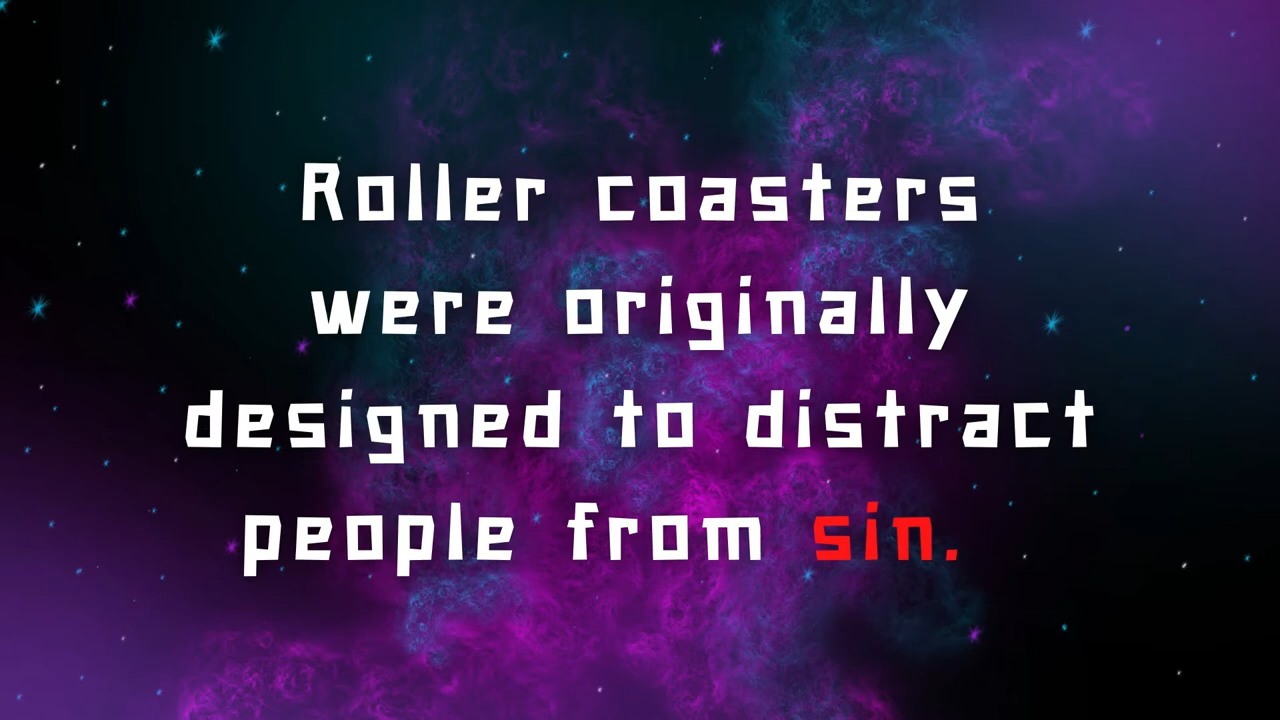 Roller coasters
were originally
designed to distract
people from sin.